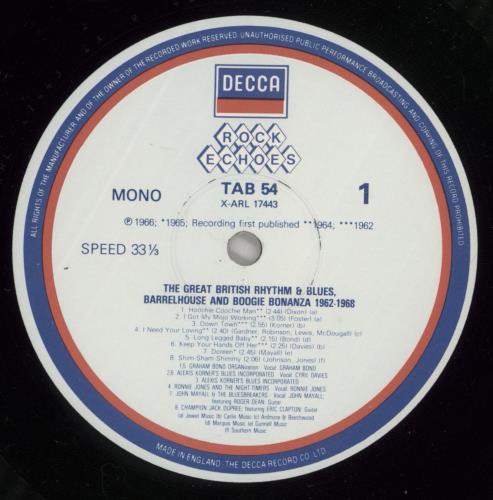 ALL RIGHTS OF THE MANUFACTURER AND OF THE OWNER OF THE RECORDED WORK RESERVED UNAUTHORISED PUBLIC PERFORMANCE, BROADCASTING AND COPYING OF THIS RECORD PROHIBITED
DECCA
ROCK
ECHOES
MONO
TAB 54
X-ARL 17443
1
℗ 1966; *1965; Recording first published **1964; ***1962
SPEED 33⅓
THE GREAT BRITISH RHYTHM & BLUES,
BARRELHOUSE AND BOOGIE BONANZA 1962-1968
1. Hoochie Cooche Man** (2.44) (Dixon) (a)
2. I Got My Mojo Working*** (3.05) (Foster) (a)
3. Down Town*** (2.55) (Korner) (b)
4. I Need Your Loving** (2.40) (Gardner, Robinson, Lewis, McDougall) (c)
5. Long Legged Baby** (2.15) (Bond) (d)
6. Keep Your Hands Off Her*** (2.25) (Davies) (b)
7. Doreen* (2.45) (Mayall) (e)
8. Shim-Sham-Shimmy (2.06) (Johnson, Jones) (f)
1,5. GRAHAM BOND ORGANization · Vocal: GRAHAM BOND
2,6. ALEXIS KORNER'S BLUES INCORPORATED · Vocal: CYRIL DAVIES
3. ALEXIS KORNER'S BLUES INCORPORATED
4. RONNIE JONES AND THE NIGHT-TIMERS · Vocal: RONNIE JONES
7. JOHN MAYALL & THE BLUESBREAKERS · Vocal: JOHN MAYALL;
featuring ROGER DEAN: Guitar
8. CHAMPION JACK DUPREE; featuring ERIC CLAPTON: Guitar
(a) Jewel Music (b) Carlin Music (c) Ardmore & Beechwood
(d) Marquis Music (e) Gunnell Music
(f) Southern Music
MADE IN ENGLAND · THE DECCA RECORD CO LTD